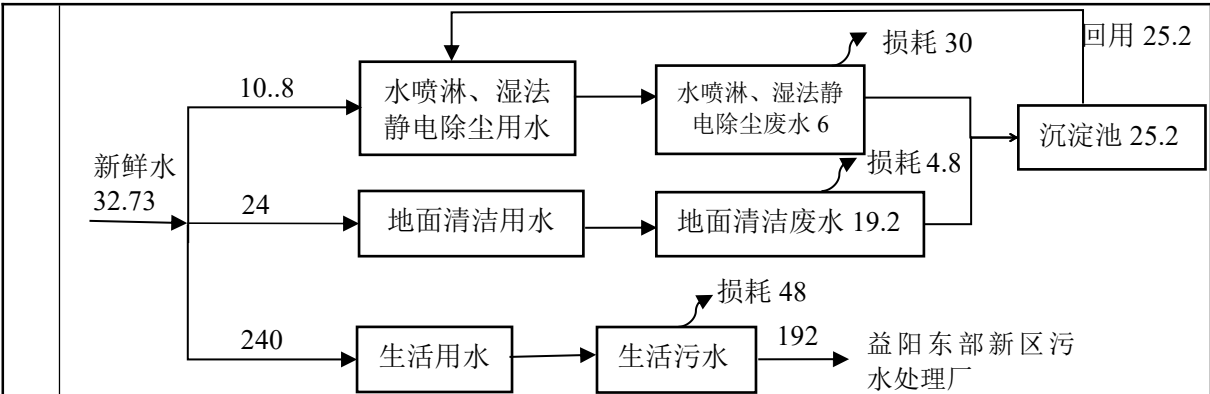 损耗 30
回用 25.2
10..8
水喷淋、湿法
静电除尘用水
水喷淋、湿法静
电除尘废水 6
沉淀池 25.2
新鲜水
32.73
损耗 4.8
24
地面清洁用水
地面清洁废水 19.2
损耗 48
240
生活用水
生活污水
192
益阳东部新区污
水处理厂